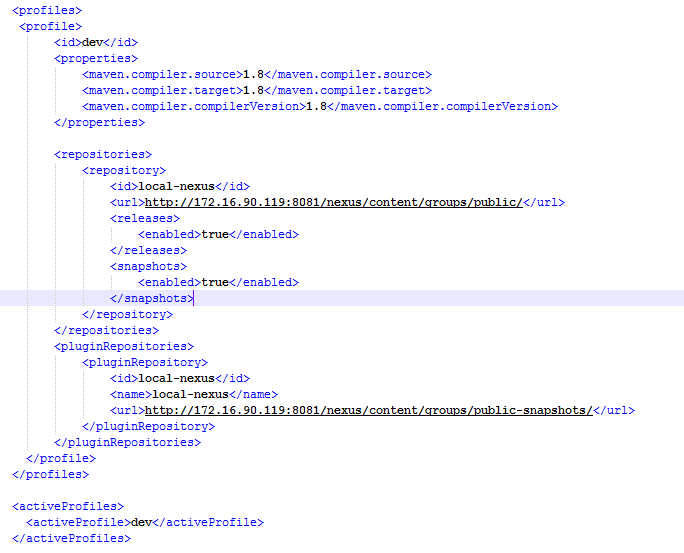 <profiles>
<profile>
<id>dev</id>
<properties>
<maven.compiler.source>1.8</maven.compiler.source>
<maven.compiler.target>1.8</maven.compiler.target>
<maven.compiler.compilerVersion>1.8</maven.compiler.compilerVersion>
</properties>
<repositories>
<repository>
<id>local-nexus</id>
<url>http://172.16.90.119:8081/nexus/content/groups/public/</url>
<releases>
<enabled>true</enabled>
</releases>
<snapshots>
<enabled>true</enabled>
</snapshots>
</repository>
</repositories>
<pluginRepositories>
<pluginRepository>
<id>local-nexus</id>
<name>local-nexus</name>
<url>http://172.16.90.119:8081/nexus/content/groups/public-snapshots/</url>
</pluginRepository>
</pluginRepositories>
</profile>
</profiles>
<activeProfiles>
<activeProfile>dev</activeProfile>
</activeProfiles>